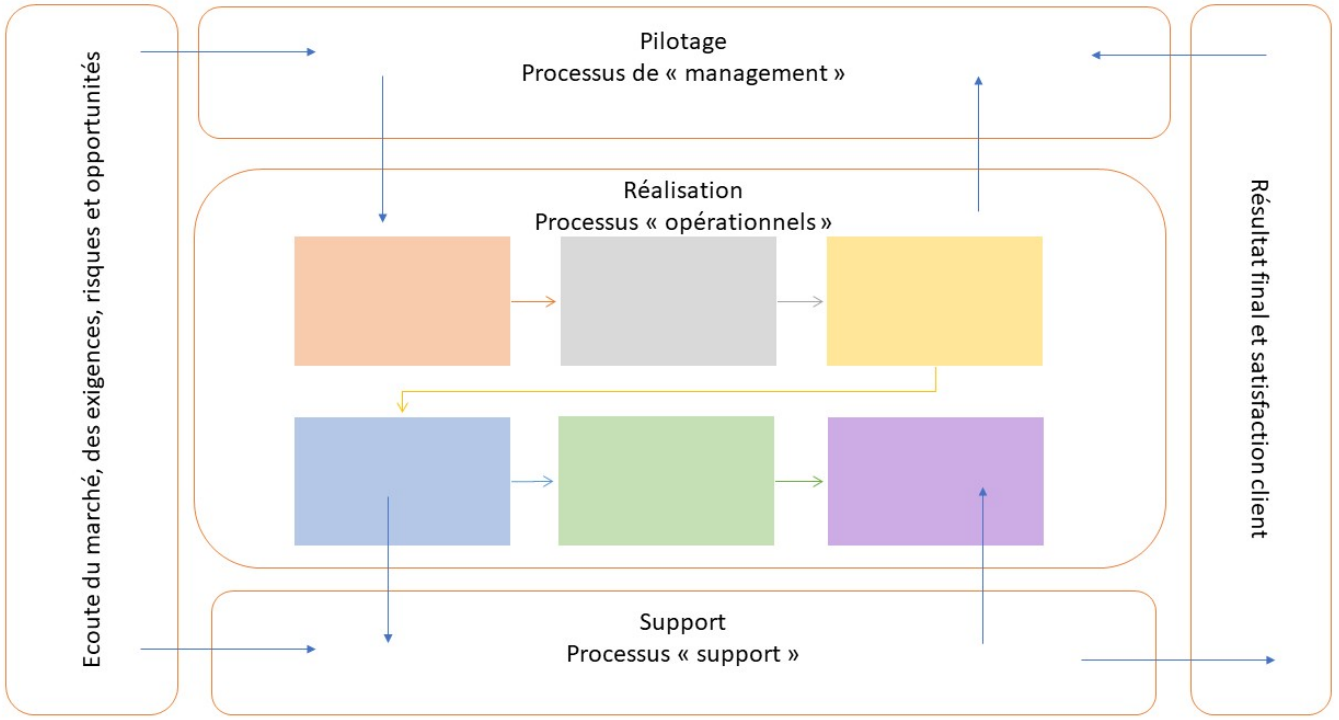 Ecoute du marché, des exigences, risques et opportunités
Pilotage
Processus de « management »
Réalisation
Processus « opérationnels »
Support
Processus « support »
Résultat final et satisfaction client